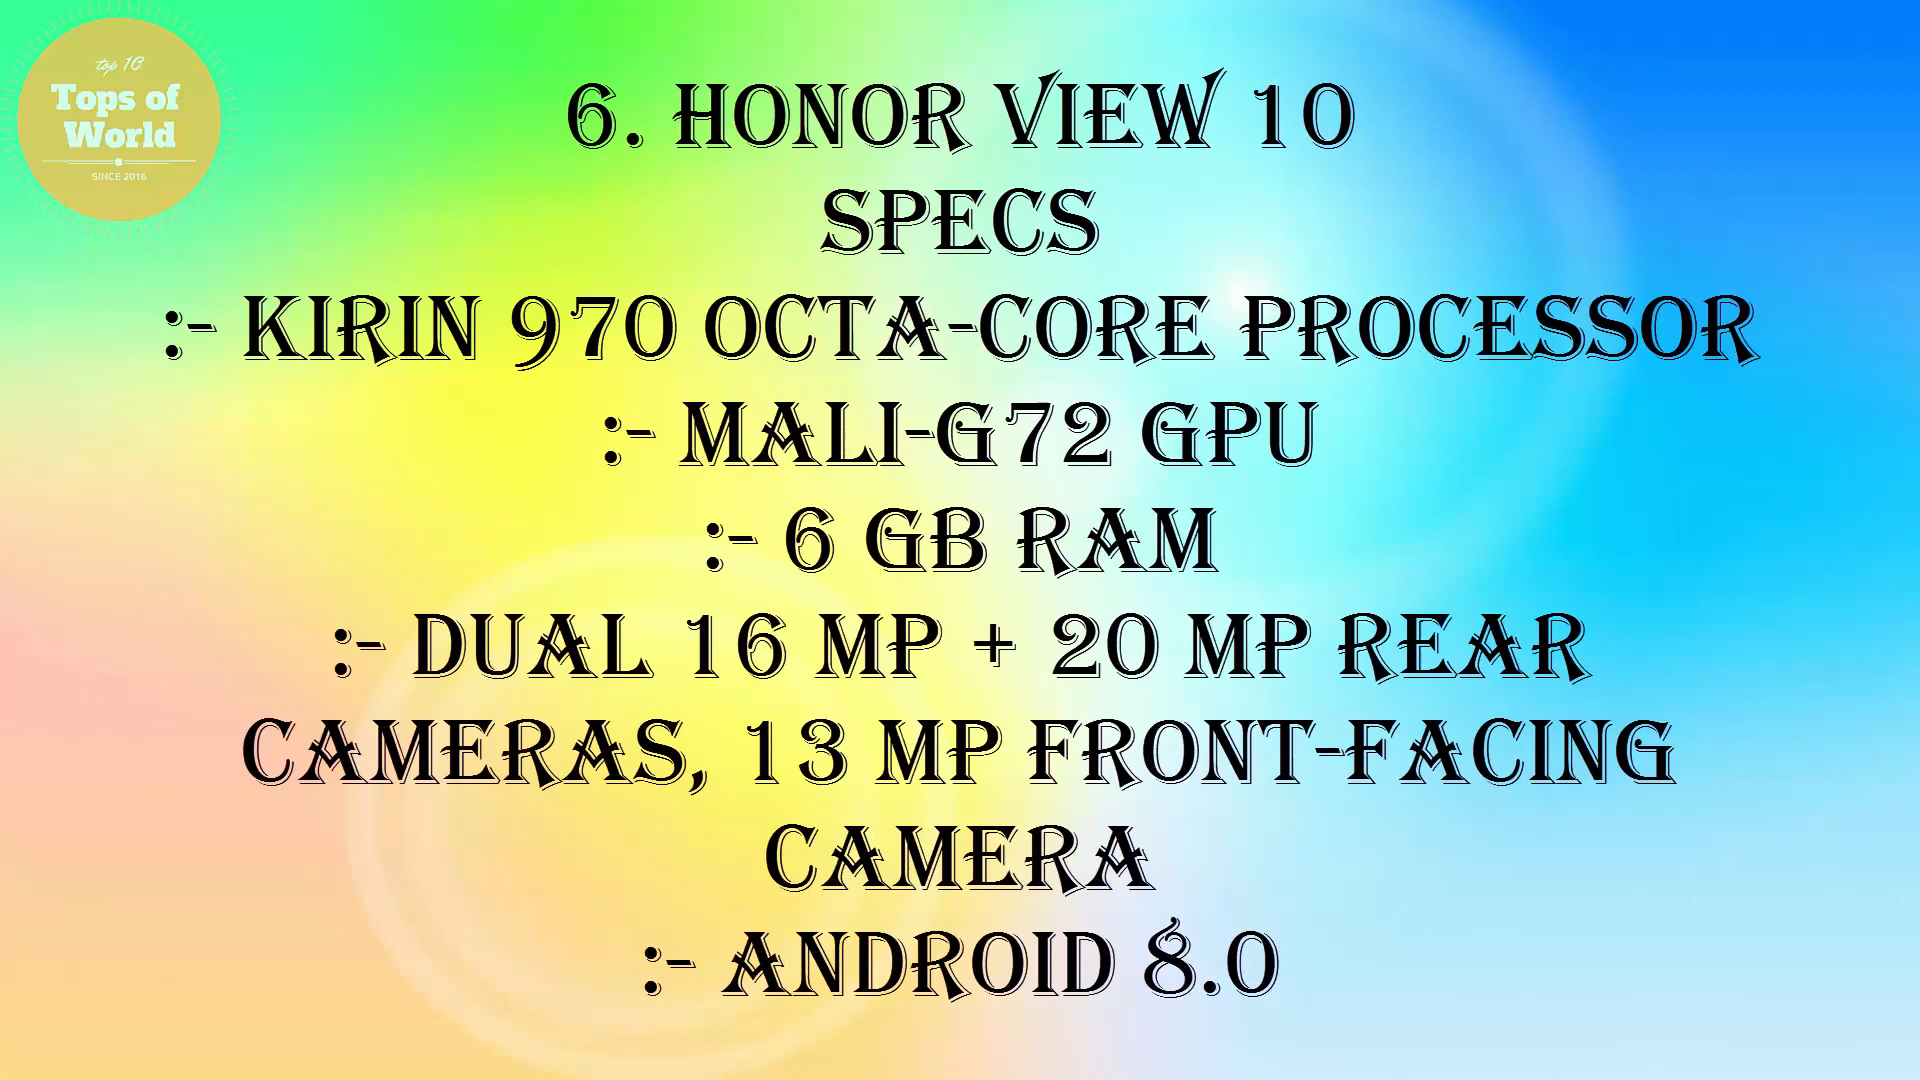 top 10
Tops of
World
SINCE 2016
6. HONOR VIEW 10
SPECS
:- KIRIN 970 OCTA-CORE PROCESSOR
:- MALI-G72 GPU
:- 6 GB RAM
:- DUAL 16 MP + 20 MP REAR
CAMERAS, 13 MP FRONT-FACING
CAMERA
:- ANDROID 8.0